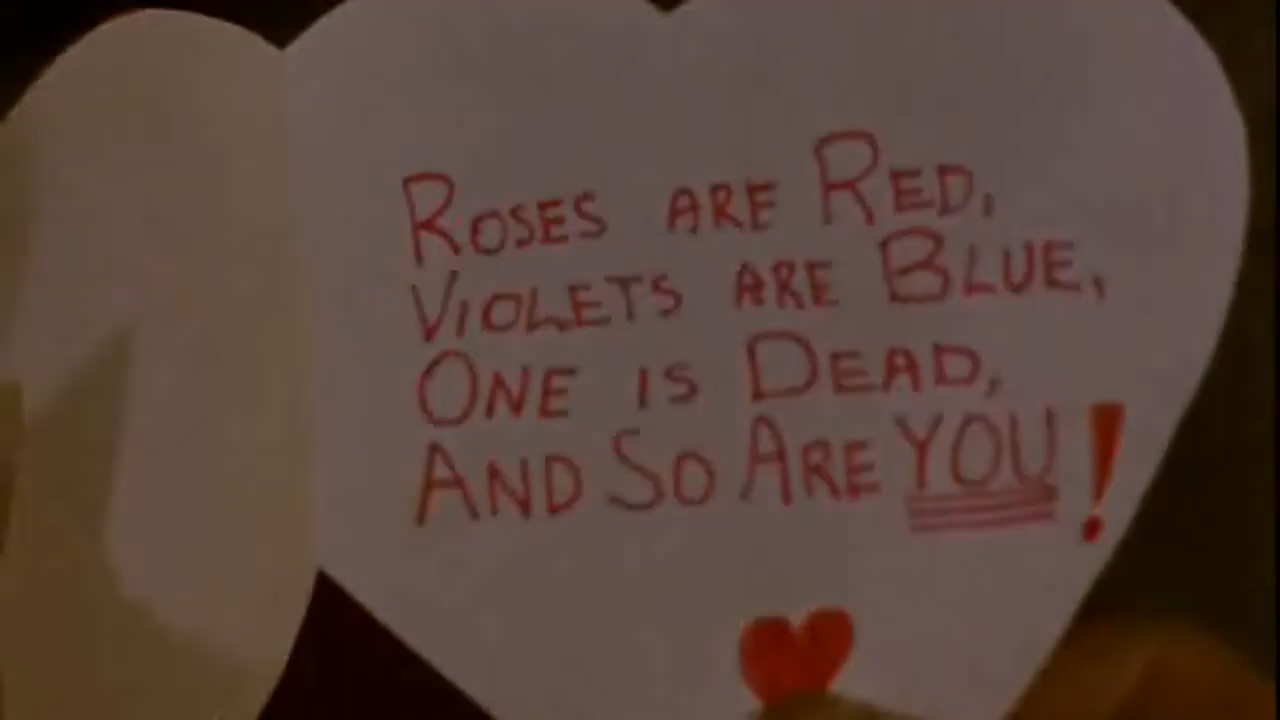 Roses are Red,
Violets are Blue,
One is Dead,
And So Are YOU!